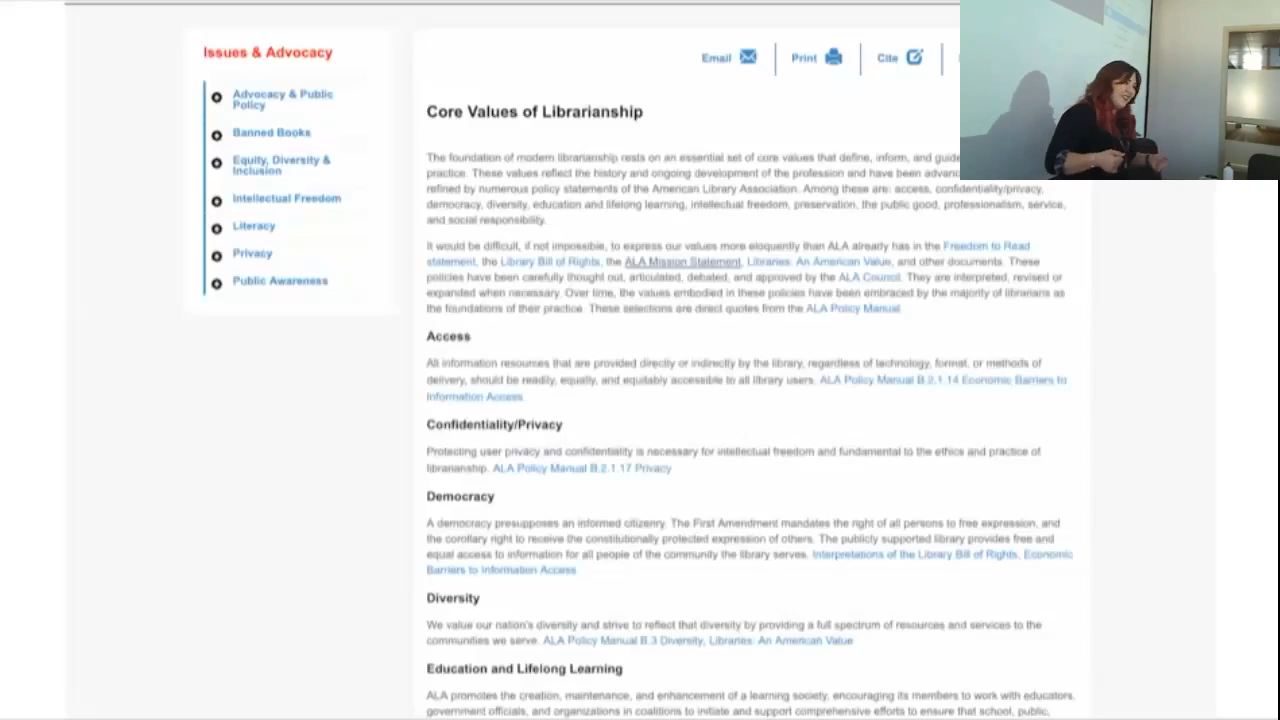 Issues & Advocacy
Advocacy & Public
Policy
Banned Books
Equity, Diversity &
Inclusion
Intellectual Freedom
Literacy
Privacy
Public Awareness
Email
Print
Cite
Core Values of Librarianship
The foundation of modern librarianship rests on an essential set of core values that define, inform, and guide
practice. These values reflect the history and ongoing development of the profession and have been
refined by numerous policy statements of the American Library Association. Among these are: access, confidentiality/privacy,
democracy, diversity, education and lifelong learning, intellectual freedom, preservation, the public good, professionalism, service,
and social responsibility.
It would be difficult, if not impossible, to express our values more eloquently than ALA already has in the Freedom to Read
statement, the Library Bill of Rights, the ALA Mission Statement, Libraries: An American Value, and other documents. These
policies have been carefully thought out, articulated, debated, and approved by the ALA Council. They are interpreted, revised or
expanded when necessary. Over time, the values embodied in these policies have been embraced by the majority of librarians as
the foundations of their practice. These selections are direct quotes from the ALA Policy Manual.
Access
All information resources that are provided directly or indirectly by the library, regardless of technology, format, or methods of
delivery, should be readily, equally, and equitably accessible to all library users. ALA Policy Manual B.2.1.14 Economic Barriers to
Information Access
Confidentiality/Privacy
Protecting user privacy and confidentiality is necessary for intellectual freedom and fundamental to the ethics and practice of
librarianship. ALA Policy Manual B.2.1.17 Privacy
Democracy
A democracy presupposes an informed citizenry. The First Amendment mandates the right of all persons to free expression, and
the corollary right to receive the constitutionally protected expression of others. The publicly supported library provides free and
equal access to information for all people of the community the library serves. Interpretations of the Library Bill of Rights, Economic
Barriers to Information Access
Diversity
We value our nation's diversity and strive to reflect that diversity by providing a full spectrum of resources and services to the
communities we serve. ALA Policy Manual B.3 Diversity, Libraries: An American Value
Education and Lifelong Learning
ALA promotes the creation, maintenance, and enhancement of a learning society, encouraging its members to work with educators,
government officials, and organizations in coalitions to initiate and support comprehensive efforts to ensure that school, public,